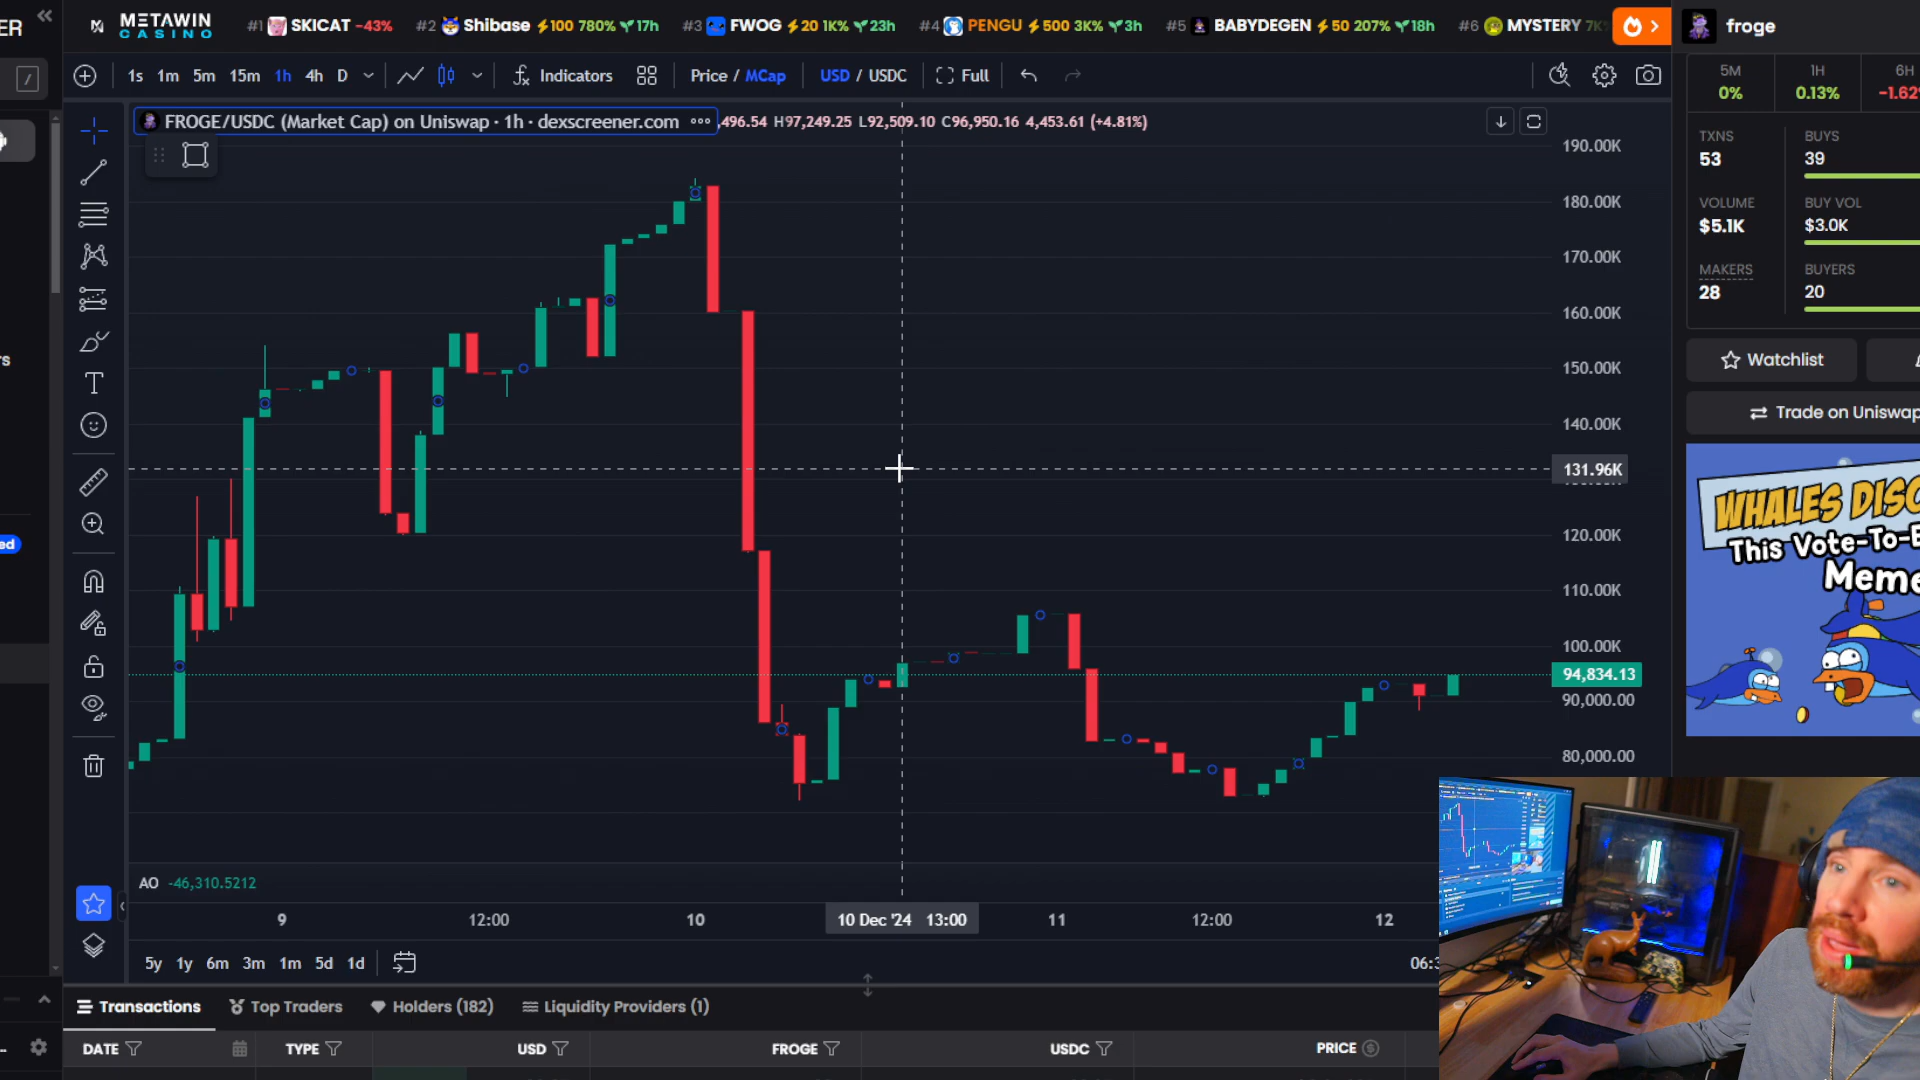 ER
METAWIN
CASINO
#1 SKICAT -43% #2 Shibase 100 780% 17h #3 FWOG 20 1K% 23h #4 PENGU 500 3K% 3h #5 BABYDEGEN 50 207% 18h #6 MYSTERY 7K
froge
/
1s 1m 5m 15m 1h 4h D Indicators Price / MCap USD / USDC Full
5M 1H 6H
0% 0.13% -1.62%
FROGE/USDC (Market Cap) on Uniswap · 1h · dexscreener.com ••• ,496.54 H97,249.25 L92,509.10 C96,950.16 4,453.61 (+4.81%)
TXNS BUYS
53 39
VOLUME BUY VOL
$5.1K $3.0K
MAKERS BUYERS
28 20
Watchlist
Trade on Uniswap
WHALES DISC
This Vote-To-E
Meme
190.00K
180.00K
170.00K
160.00K
150.00K
140.00K
131.96K
120.00K
110.00K
100.00K
94,834.13
90,000.00
80,000.00
rs
ed
AO -46,310.5212
9 12:00 10 10 Dec '24 13:00 11 12:00 12
5y 1y 6m 3m 1m 5d 1d 06:3
Transactions Top Traders Holders (182) Liquidity Providers (1)
DATE TYPE USD FROGE USDC PRICE